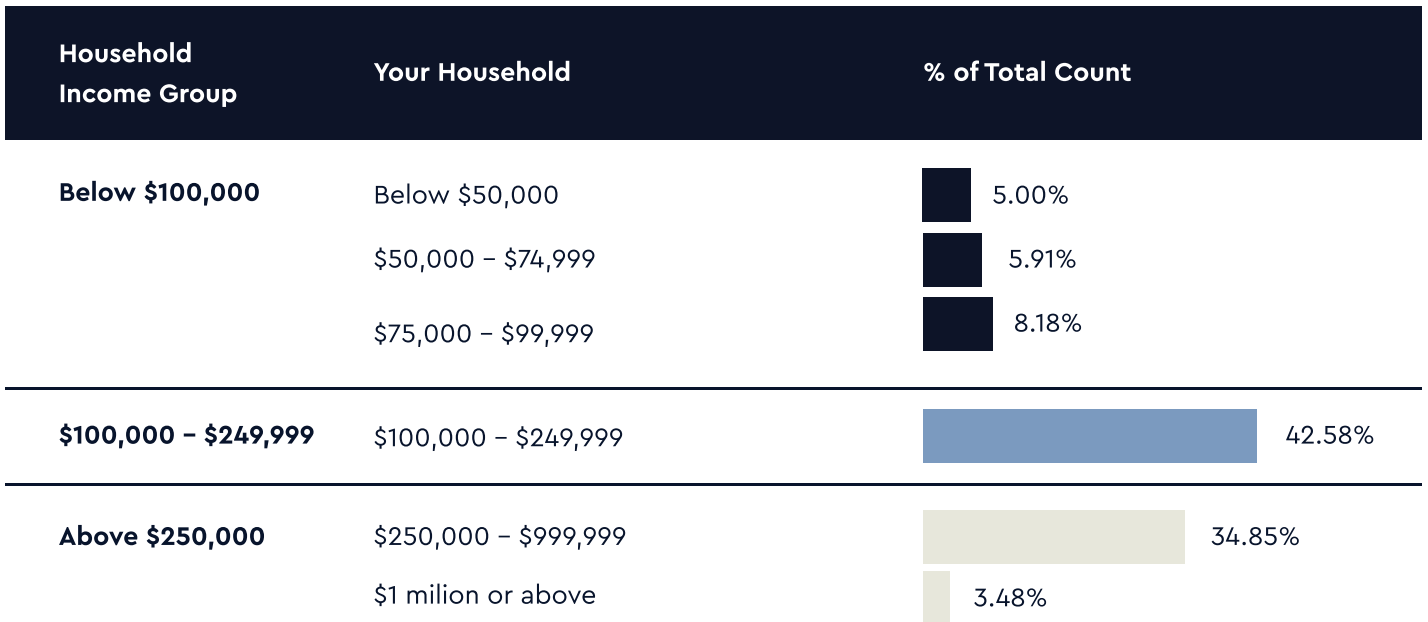 Household
Income Group
Your Household
% of Total Count
Below $100,000
Below $50,000
5.00%
$50,000 – $74,999
5.91%
$75,000 – $99,999
8.18%
$100,000 – $249,999
$100,000 – $249,999
42.58%
Above $250,000
$250,000 – $999,999
34.85%
$1 milion or above
3.48%